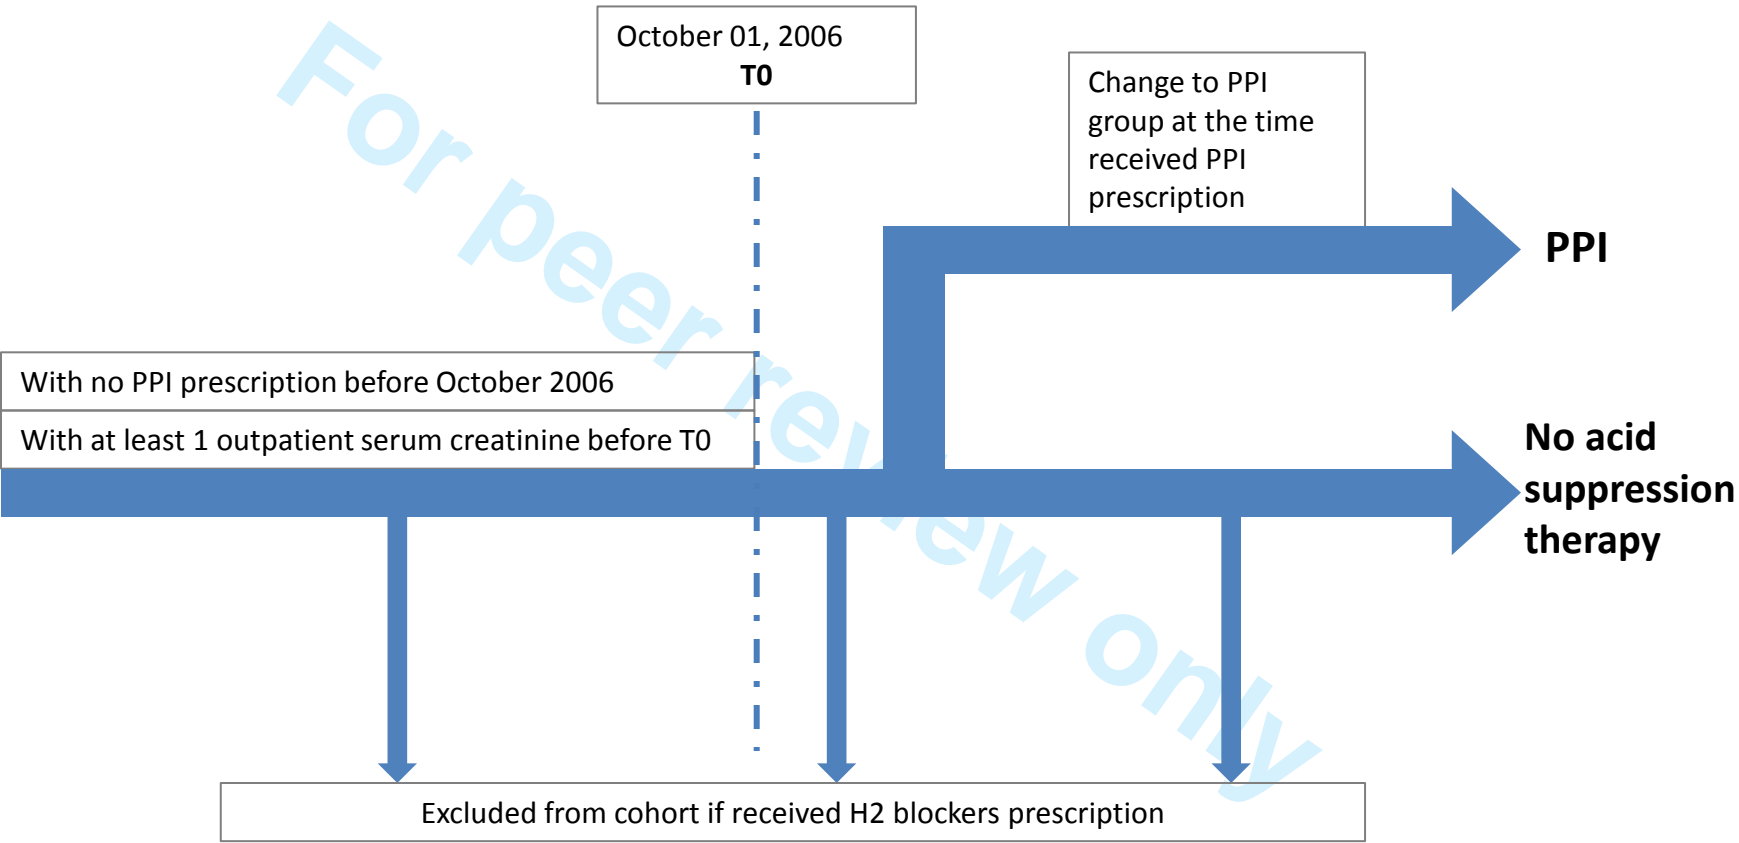 October 01, 2006
T0
Change to PPI
group at the time
received PPI
prescription
PPI
With no PPI prescription before October 2006
With at least 1 outpatient serum creatinine before T0
No acid
suppression
therapy
Excluded from cohort if received H2 blockers prescription
For peer review only